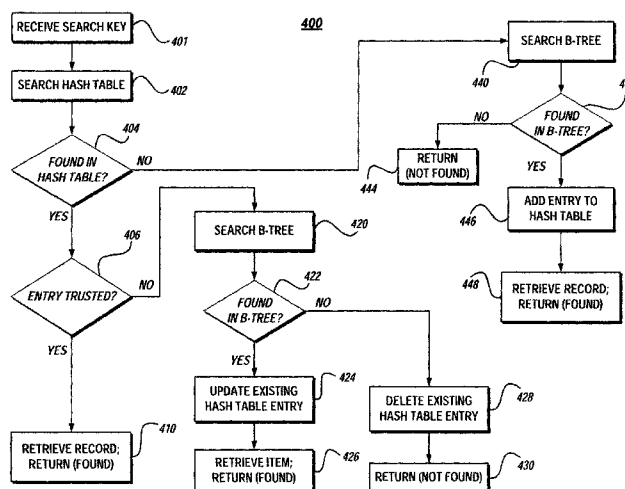 400
RECEIVE SEARCH KEY
401
SEARCH HASH TABLE
402
404
FOUND IN
HASH TABLE?
NO
YES
406
ENTRY TRUSTED?
NO
YES
RETRIEVE RECORD;
RETURN (FOUND)
410
SEARCH B-TREE
420
422
FOUND
IN B-TREE?
NO
YES
UPDATE EXISTING
HASH TABLE ENTRY
424
RETRIEVE ITEM;
RETURN (FOUND)
426
DELETE EXISTING
HASH TABLE ENTRY
428
RETURN (NOT FOUND)
430
SEARCH B-TREE
440
FOUND
IN B-TREE?
NO
YES
RETURN
(NOT FOUND)
444
ADD ENTRY TO
HASH TABLE
446
RETRIEVE RECORD;
RETURN (FOUND)
448